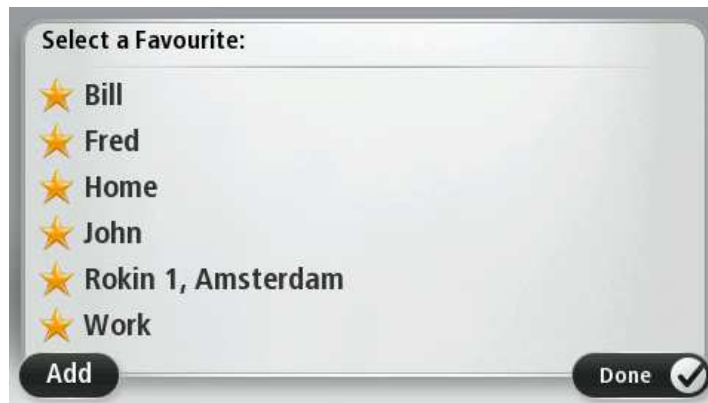 Select a Favourite:
Bill
Fred
Home
John
Rokin 1, Amsterdam
Work
Add
Done